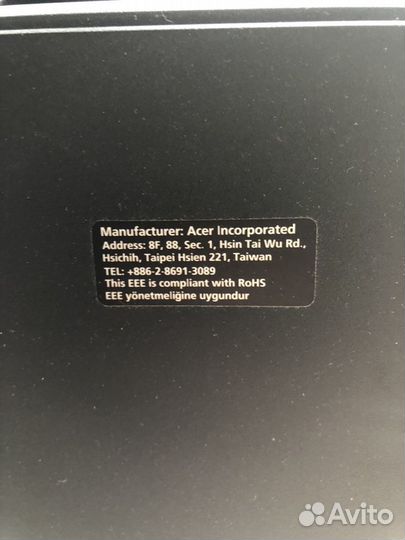 Manufacturer: Acer Incorporated
Address: 8F, 88, Sec. 1, Hsin Tai Wu Rd.,
Hsichih, Taipei Hsien 221, Taiwan
TEL: +886-2-8691-3089
This EEE is compliant with RoHS
EEE yönetmeliğine uygundur
Avito